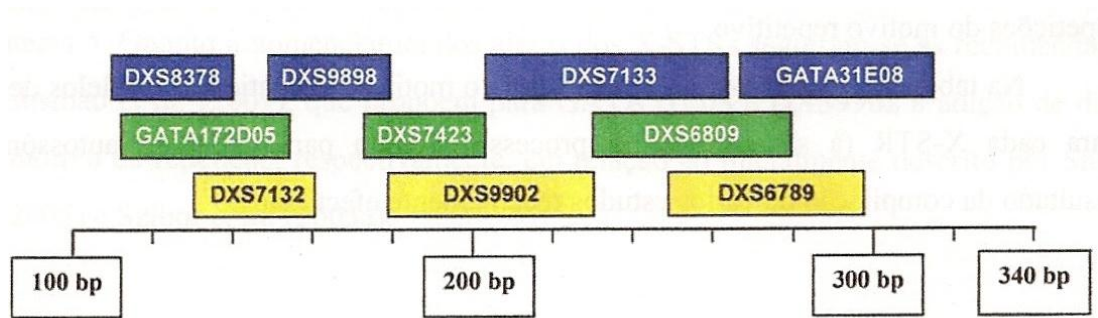 DXS8378 DXS9898 DXS7133 GATA31E08
GATA172D05 DXS7423 DXS6809
DXS7132 DXS9902 DXS6789
100 bp 200 bp 300 bp 340 bp